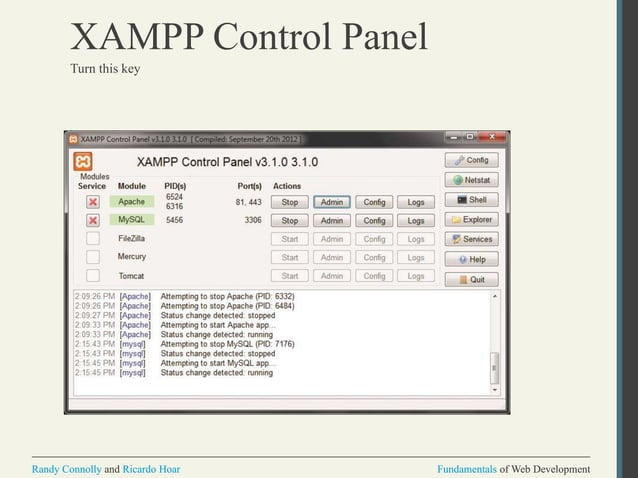 XAMPP Control Panel
Turn this key
XAMPP Control Panel v3.1.0 3.1.0 [ Compiled: September 20th 2012 ]
XAMPP Control Panel v3.1.0 3.1.0
Config
Modules
Service Module PID(s) Port(s) Actions
Netstat
Apache 6524 6316 81, 443 Stop Admin Config Logs
Shell
MySQL 5456 3306 Stop Admin Config Logs
Explorer
FileZilla Start Admin Config Logs
Services
Mercury Start Admin Config Logs
Help
Tomcat Start Admin Config Logs
Quit
2:09:26 PM [Apache] Attempting to stop Apache (PID: 6332)
2:09:26 PM [Apache] Attempting to stop Apache (PID: 6484)
2:09:27 PM [Apache] Status change detected: stopped
2:09:33 PM [Apache] Attempting to start Apache app...
2:09:33 PM [Apache] Status change detected: running
2:15:43 PM [mysql] Attempting to stop MySQL (PID: 7176)
2:15:43 PM [mysql] Status change detected: stopped
2:15:45 PM [mysql] Attempting to start MySQL app...
2:15:45 PM [mysql] Status change detected: running
Randy Connolly and Ricardo Hoar
Fundamentals of Web Development